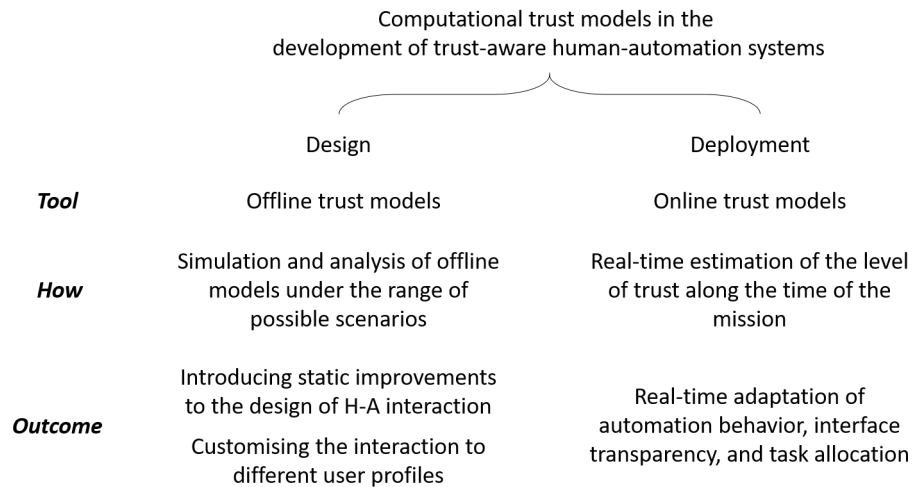 Computational trust models in the
development of trust-aware human-automation systems
Design
Deployment
Tool
Offline trust models
Online trust models
How
Simulation and analysis of offline
models under the range of
possible scenarios
Real-time estimation of the level
of trust along the time of the
mission
Outcome
Introducing static improvements
to the design of H-A interaction
Customising the interaction to
different user profiles
Real-time adaptation of
automation behavior, interface
transparency, and task allocation